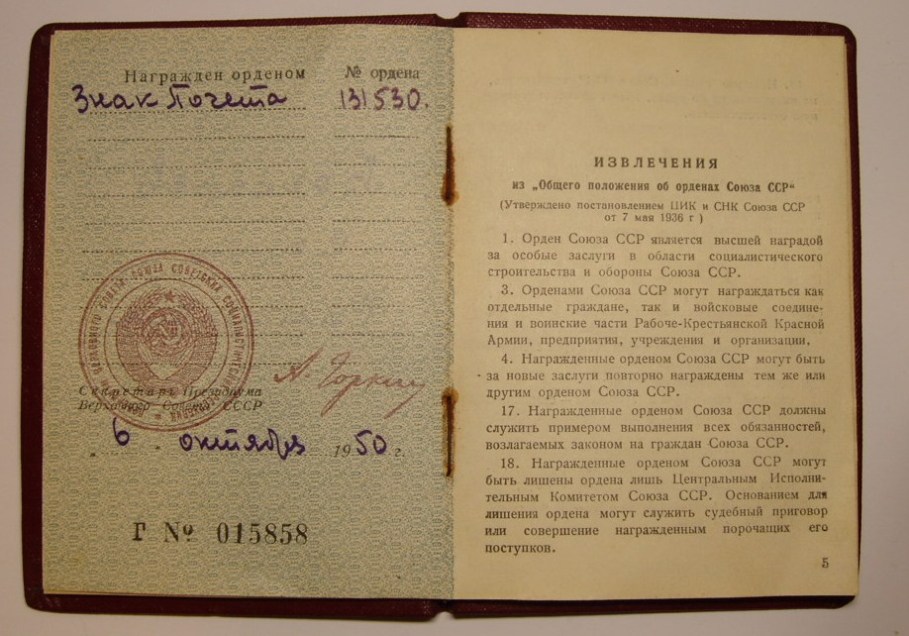 Награжден орденом № ордена
Знак Почета 131530.
Секретарь Президиума
Верховного Совета СССР
А. Горкин
„ 6 " октября 1950 г.
Г № 015858
ИЗВЛЕЧЕНИЯ
из „Общего положения об орденах Союза ССР“
(Утверждено постановлением ЦИК и СНК Союза ССР
от 7 мая 1936 г )
1. Орден Союза ССР является высшей наградой
за особые заслуги в области социалистического
строительства и обороны Союза ССР.
3. Орденами Союза ССР могут награждаться как
отдельные граждане, так и войсковые соедине-
ния и воинские части Рабоче-Крестьянской Красной
Армии, предприятия, учреждения и организации.
4. Награжденные орденом Союза ССР могут быть
за новые заслуги повторно награждены тем же или
другим орденом Союза ССР.
17. Награжденные орденом Союза ССР должны
служить примером выполнения всех обязанностей,
возлагаемых законом на граждан Союза ССР.
18. Награжденные орденом Союза ССР могут
быть лишены ордена лишь Центральным Исполни-
тельным Комитетом Союза ССР. Основанием для
лишения ордена могут служить судебный приговор
или совершение награжденным порочащих его
поступков.
5